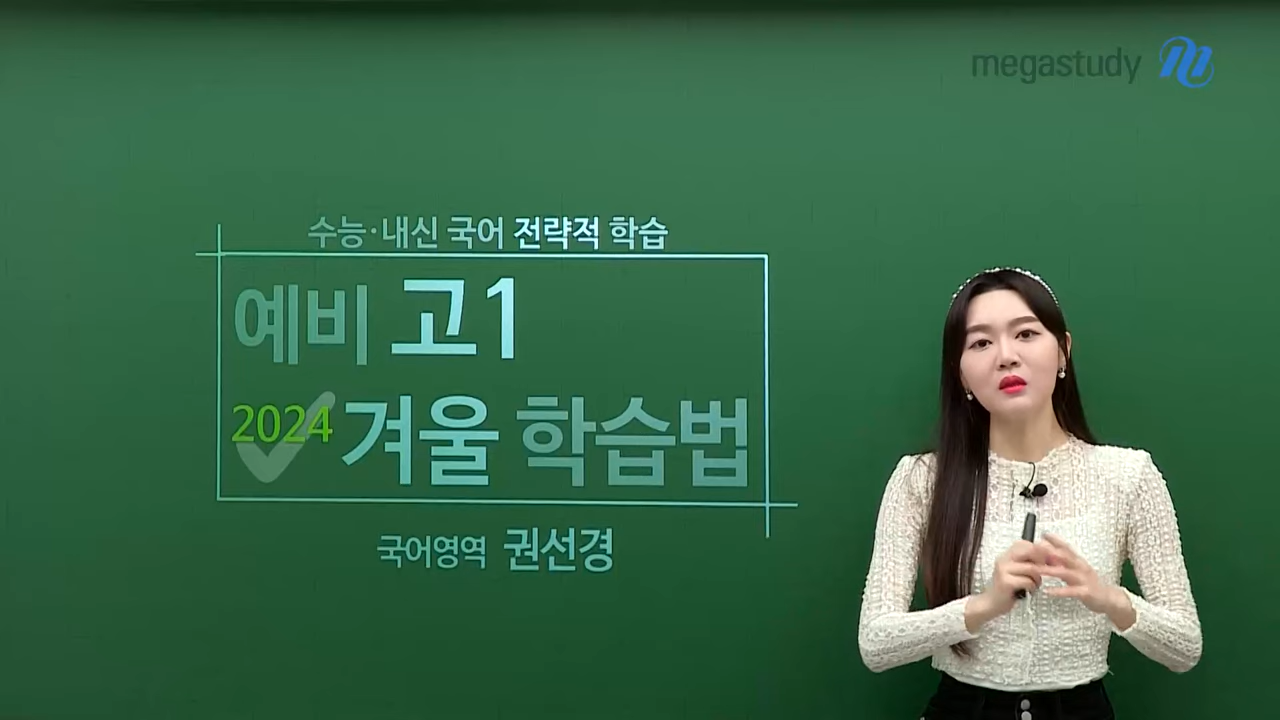 megastudy
수능·내신 국어 전략적 학습
예비 고1
2024 겨울 학습법
국어영역 권선경